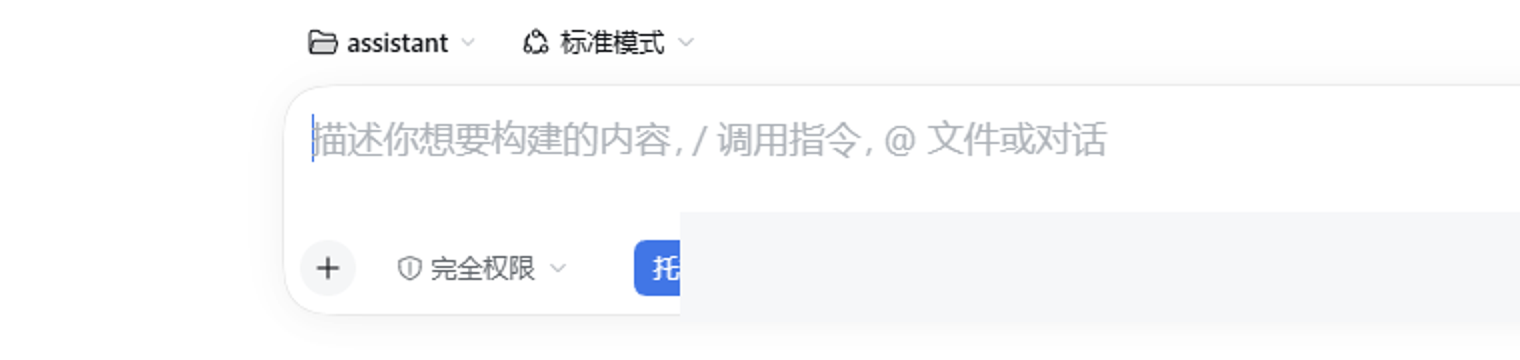 assistant 标准模式
描述你想要构建的内容, / 调用指令, @ 文件或对话
+ 完全权限 托